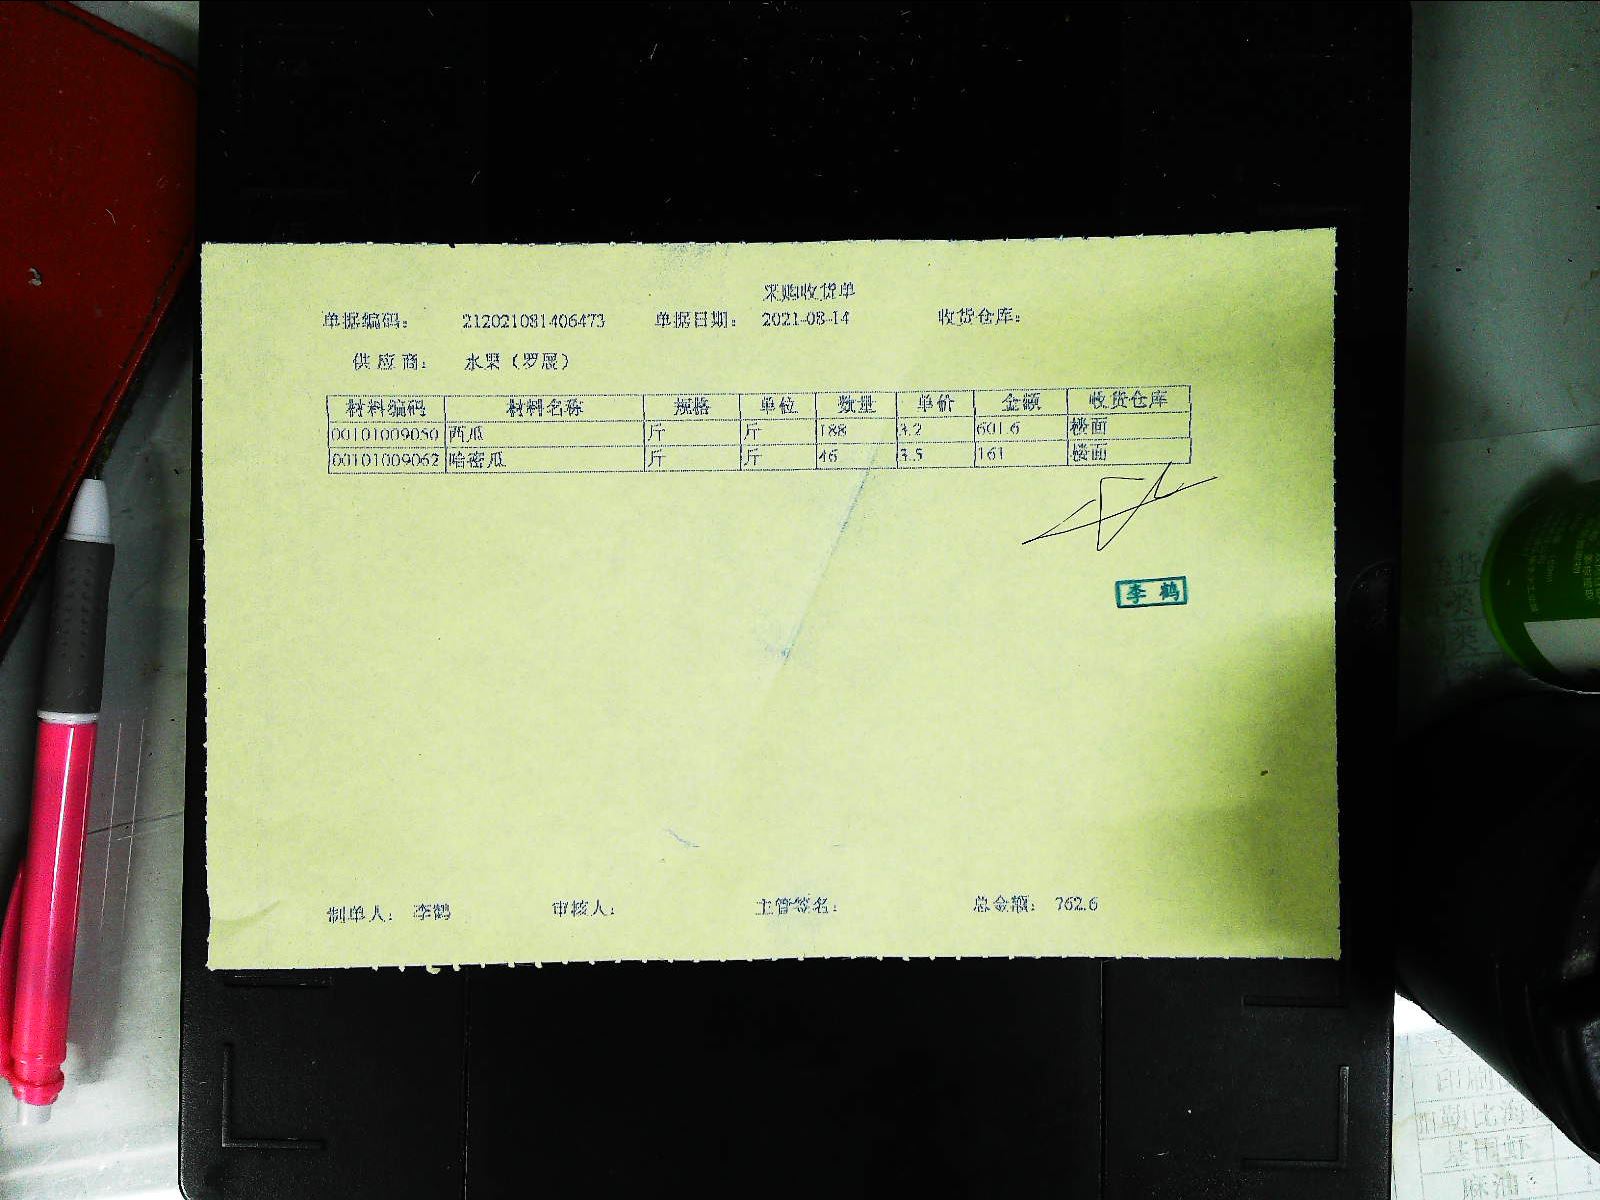 采购收货单
单据编码： 212021081406473 单据日期： 2021-08-14 收货仓库：
供应商： 水果（罗展）
材料编码 材料名称 规格 单位 数量 单价 金额 收货仓库
00101009050 西瓜 斤 斤 188 3.2 601.6 楼面
00101009062 哈密瓜 斤 斤 46 3.5 161 楼面
李鹤
制单人： 李鹤 审核人： 主管签名： 总金额： 762.6